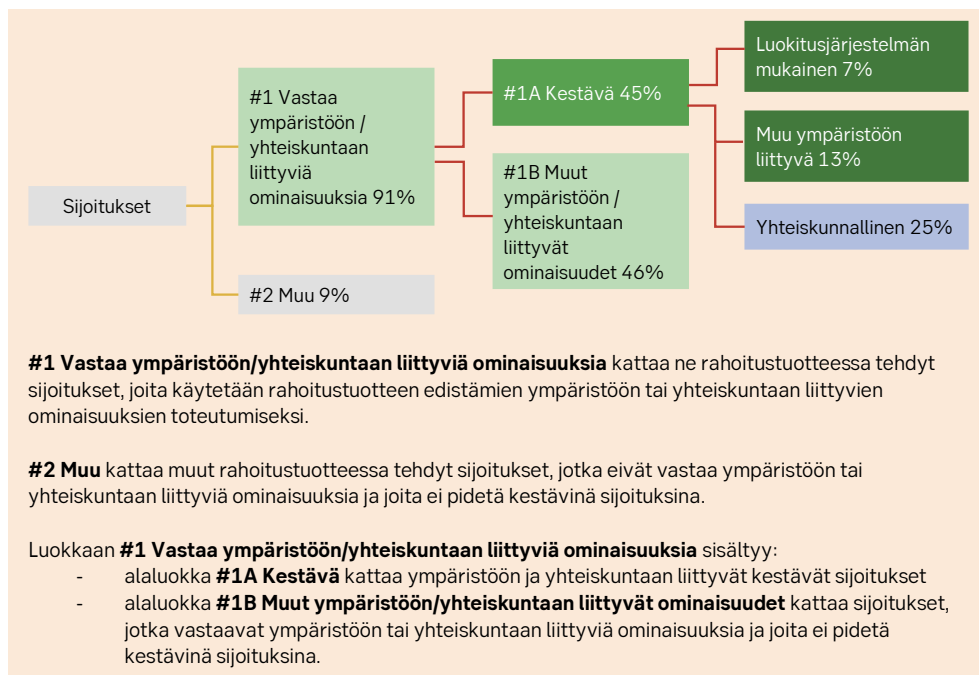 Sijoitukset
#1 Vastaa
ympäristöön /
yhteiskuntaan
liittyviä
ominaisuuksia 91%
#2 Muu 9%
#1A Kestävä 45%
#1B Muut
ympäristöön /
yhteiskuntaan
liittyvät
ominaisuudet 46%
Luokitusjärjestelmän
mukainen 7%
Muu ympäristöön
liittyvä 13%
Yhteiskunnallinen 25%
#1 Vastaa ympäristöön/yhteiskuntaan liittyviä ominaisuuksia kattaa ne rahoitustuotteessa tehdyt
sijoitukset, joita käytetään rahoitustuotteen edistämien ympäristöön tai yhteiskuntaan liittyvien
ominaisuuksien toteutumiseksi.
#2 Muu kattaa muut rahoitustuotteessa tehdyt sijoitukset, jotka eivät vastaa ympäristöön tai
yhteiskuntaan liittyviä ominaisuuksia ja joita ei pidetä kestävinä sijoituksina.
Luokkaan #1 Vastaa ympäristöön/yhteiskuntaan liittyviä ominaisuuksia sisältyy:
- alaluokka #1A Kestävä kattaa ympäristöön ja yhteiskuntaan liittyvät kestävät sijoitukset
- alaluokka #1B Muut ympäristöön/yhteiskuntaan liittyvät ominaisuudet kattaa sijoitukset,
jotka vastaavat ympäristöön tai yhteiskuntaan liittyviä ominaisuuksia ja joita ei pidetä
kestävinä sijoituksina.